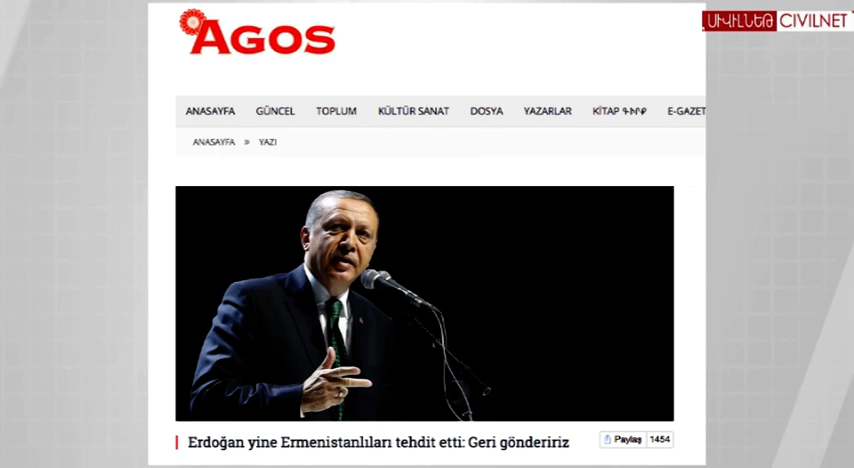 ՍԻՎԻԼՆԵԹ CIVILNET
AGOS
ANASAYFA GÜNCEL TOPLUM KÜLTÜR SANAT DOSYA YAZARLAR KİTAP ԳԻՐՔ E-GAZET
ANASAYFA » YAZI
Erdoğan yine Ermenistanlıları tehdit etti: Geri göndeririz
Paylaş 1454